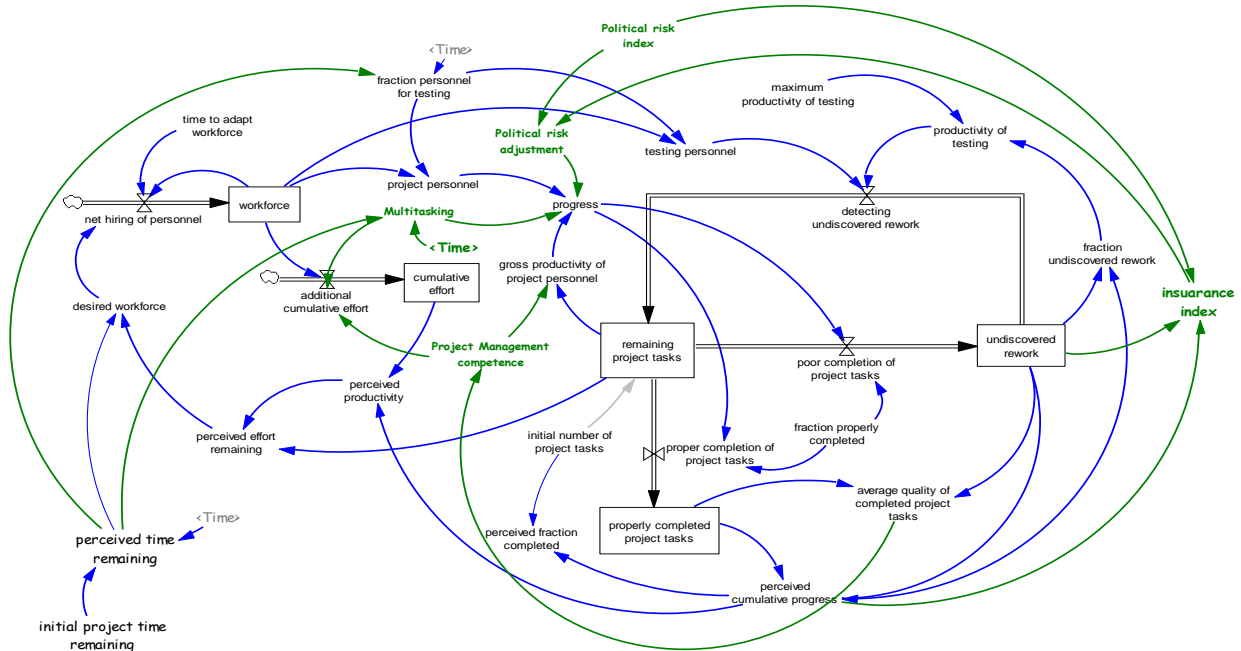 Political risk
index
<Time>
fraction personnel
for testing
maximum
productivity of testing
time to adapt
workforce
Political risk
adjustment
testing personnel
productivity of
testing
project personnel
workforce
net hiring of personnel
Multitasking
progress
detecting
undiscovered rework
<Time>
fraction
undiscovered rework
gross productivity of
project personnel
cumulative
effort
additional
cumulative effort
desired workforce
insuarance
index
remaining
project tasks
undiscovered
rework
Project Management
competence
poor completion of
project tasks
perceived
productivity
perceived effort
remaining
initial number of
project tasks
fraction properly
completed
proper completion of
project tasks
average quality of
completed project
tasks
<Time>
properly completed
project tasks
perceived fraction
completed
perceived time
remaining
perceived
cumulative progress
initial project time
remaining